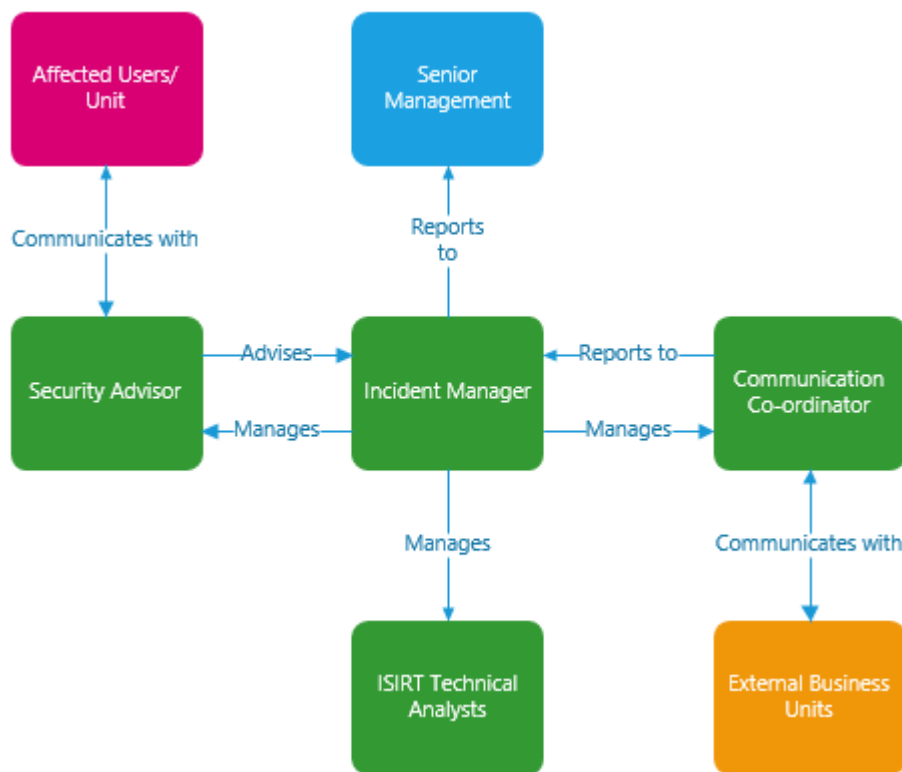 Affected Users/
Unit
Senior
Management
Communicates with
Reports
to
Security Advisor
Advises
Manages
Incident Manager
Reports to
Manages
Communication
Co-ordinator
Manages
Communicates with
ISIRT Technical
Analysts
External Business
Units